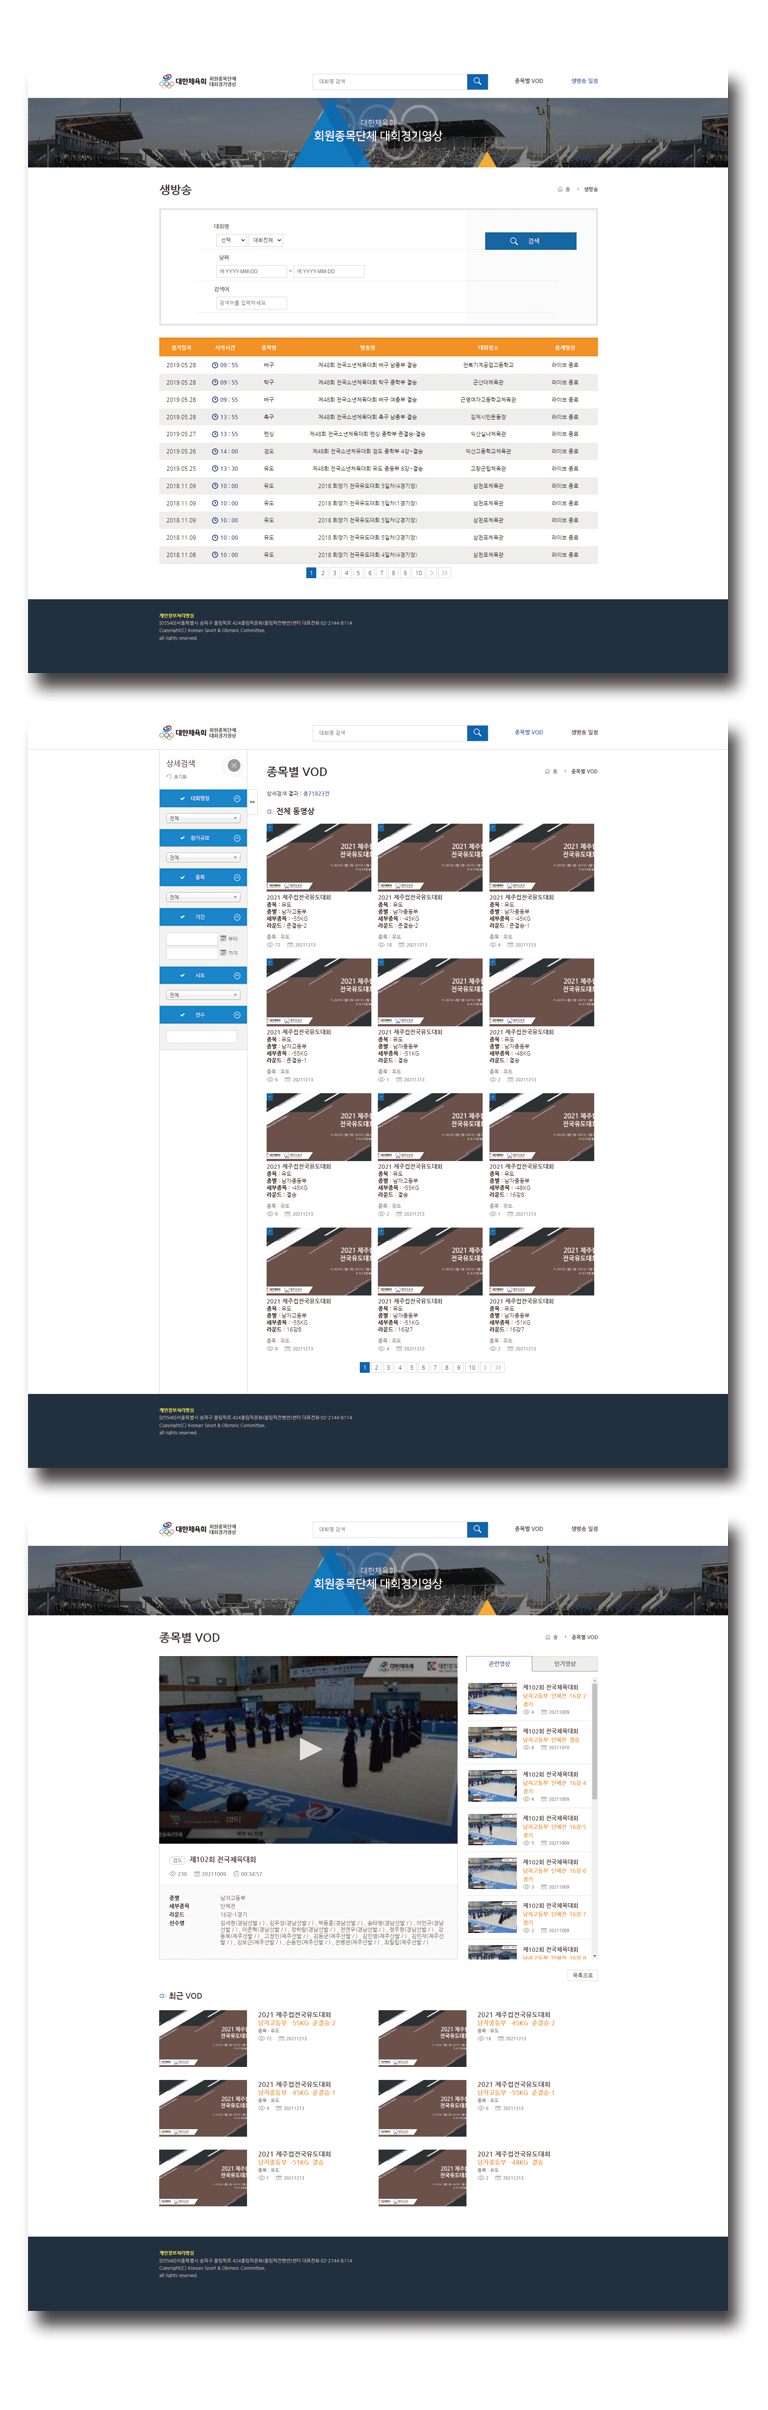 대한체육회 회원종목단체
대회경기영상
대회명 검색
종목별 VOD
생방송 일정
대한체육회
회원종목단체 대회경기영상
생방송
홈
생방송
대회명
선택
대회전체
검색
날짜
예:YYYY-MM-DD ~ 예:YYYY-MM-DD
검색어
검색어를 입력하세요
경기일자 시작시간 종목명 방송명 대회장소 중계영상
2019.05.28 09 : 55 배구 제48회 전국소년체육대회 배구 남중부 결승 전북기계공업고등학교 라이브 종료
2019.05.28 09 : 55 탁구 제48회 전국소년체육대회 탁구 중학부 결승 군산대체육관 라이브 종료
2019.05.28 09 : 55 배구 제48회 전국소년체육대회 배구 여중부 결승 근영여자고등학교체육관 라이브 종료
2019.05.28 13 : 55 축구 제48회 전국소년체육대회 축구 남중부 결승 김제시민운동장 라이브 종료
2019.05.27 13 : 55 펜싱 제48회 전국소년체육대회 펜싱 중학부 준결승-결승 익산실내체육관 라이브 종료
2019.05.26 14 : 00 검도 제48회 전국소년체육대회 검도 중학부 4강~결승 익산고등학교체육관 라이브 종료
2019.05.25 13 : 30 유도 제48회 전국소년체육대회 유도 중등부 8강~결승 고창군립체육관 라이브 종료
2018.11.09 10 : 00 유도 2018 회장기 전국유도대회 5일차(4경기장) 삼천포체육관 라이브 종료
2018.11.09 10 : 00 유도 2018 회장기 전국유도대회 5일차(1경기장) 삼천포체육관 라이브 종료
2018.11.09 10 : 00 유도 2018 회장기 전국유도대회 5일차(2경기장) 삼천포체육관 라이브 종료
2018.11.09 10 : 00 유도 2018 회장기 전국유도대회 5일차(3경기장) 삼천포체육관 라이브 종료
2018.11.08 10 : 00 유도 2018 회장기 전국유도대회 4일차(4경기장) 삼천포체육관 라이브 종료
1 2 3 4 5 6 7 8 9 10 > >>
개인정보처리방침
[05540]서울특별시 송파구 올림픽로 424올림픽문화(올림픽컨벤션)센터 대표전화 02-2144-8114
Copyright(C) Korean Sport & Olympic Committee,
all rights reserved.
대한체육회 회원종목단체
대회경기영상
대회명 검색
종목별 VOD
생방송 일정
상세검색
초기화
대회명칭
전체
참가규모
전체
종목
전체
기간
부터
까지
시도
전체
선수
종목별 VOD
홈
종목별 VOD
상세검색 결과 : 총71823건
전체 동영상
2021 제주컵전국유도대회
종목 : 유도
종별 : 남자고등부
세부종목 : -55KG
라운드 : 준결승-2
종목 : 유도
72 20211213
2021 제주컵전국유도대회
종목 : 유도
종별 : 남자중등부
세부종목 : -45KG
라운드 : 준결승-2
종목 : 유도
18 20211213
2021 제주컵전국유도대회
종목 : 유도
종별 : 남자중등부
세부종목 : -45KG
라운드 : 준결승-1
종목 : 유도
4 20211213
2021 제주컵전국유도대회
종목 : 유도
종별 : 남자고등부
세부종목 : -55KG
라운드 : 준결승-1
종목 : 유도
6 20211213
2021 제주컵전국유도대회
종목 : 유도
종별 : 남자중등부
세부종목 : -51KG
라운드 : 결승
종목 : 유도
1 20211213
2021 제주컵전국유도대회
종목 : 유도
종별 : 남자중등부
세부종목 : -48KG
라운드 : 결승
종목 : 유도
2 20211213
2021 제주컵전국유도대회
종목 : 유도
종별 : 남자중등부
세부종목 : -45KG
라운드 : 결승
종목 : 유도
0 20211213
2021 제주컵전국유도대회
종목 : 유도
종별 : 남자고등부
세부종목 : -55KG
라운드 : 결승
종목 : 유도
2 20211213
2021 제주컵전국유도대회
종목 : 유도
종별 : 남자중등부
세부종목 : -48KG
라운드 : 16강8
종목 : 유도
1 20211213
2021 제주컵전국유도대회
종목 : 유도
종별 : 남자고등부
세부종목 : -55KG
라운드 : 16강8
종목 : 유도
0 20211213
2021 제주컵전국유도대회
종목 : 유도
종별 : 남자중등부
세부종목 : -51KG
라운드 : 16강7
종목 : 유도
4 20211213
2021 제주컵전국유도대회
종목 : 유도
종별 : 남자중등부
세부종목 : -51KG
라운드 : 16강7
종목 : 유도
2 20211213
1 2 3 4 5 6 7 8 9 10 > >>
개인정보처리방침
[05540]서울특별시 송파구 올림픽로 424올림픽문화(올림픽컨벤션)센터 대표전화 02-2144-8114
Copyright(C) Korean Sport & Olympic Committee,
all rights reserved.
대한체육회 회원종목단체
대회경기영상
대회명 검색
종목별 VOD
생방송 일정
대한체육회
회원종목단체 대회경기영상
종목별 VOD
홈
종목별 VOD
[검도]
검도 제102회 전국체육대회
230 20211009 00:34:57
종별 남자고등부
세부종목 단체전
라운드 16강-1경기
선수명
관련영상
인기영상
제102회 전국체육대회
남자고등부 단체전 16강-2경기
4 20211009
제102회 전국체육대회
남자고등부 단체전 결승
8 20211010
제102회 전국체육대회
남자고등부 단체전 16강-4경기
4 20211009
제102회 전국체육대회
남자고등부 단체전 16강-5경기
5 20211009
제102회 전국체육대회
남자고등부 단체전 16강-6경기
3 20211009
제102회 전국체육대회
남자고등부 단체전 16강-7경기
2 20211009
제102회 전국체육대회
목록으로
최근 VOD
2021 제주컵전국유도대회
남자고등부 -55KG 준결승-2
종목 : 유도
72 20211213
2021 제주컵전국유도대회
남자중등부 -45KG 준결승-2
종목 : 유도
18 20211213
2021 제주컵전국유도대회
남자중등부 -45KG 준결승-1
종목 : 유도
4 20211213
2021 제주컵전국유도대회
남자고등부 -55KG 준결승-1
종목 : 유도
6 20211213
2021 제주컵전국유도대회
남자중등부 -51KG 결승
종목 : 유도
1 20211213
2021 제주컵전국유도대회
남자중등부 -48KG 결승
종목 : 유도
2 20211213
개인정보처리방침
[05540]서울특별시 송파구 올림픽로 424올림픽문화(올림픽컨벤션)센터 대표전화 02-2144-8114
Copyright(C) Korean Sport & Olympic Committee,
all rights reserved.